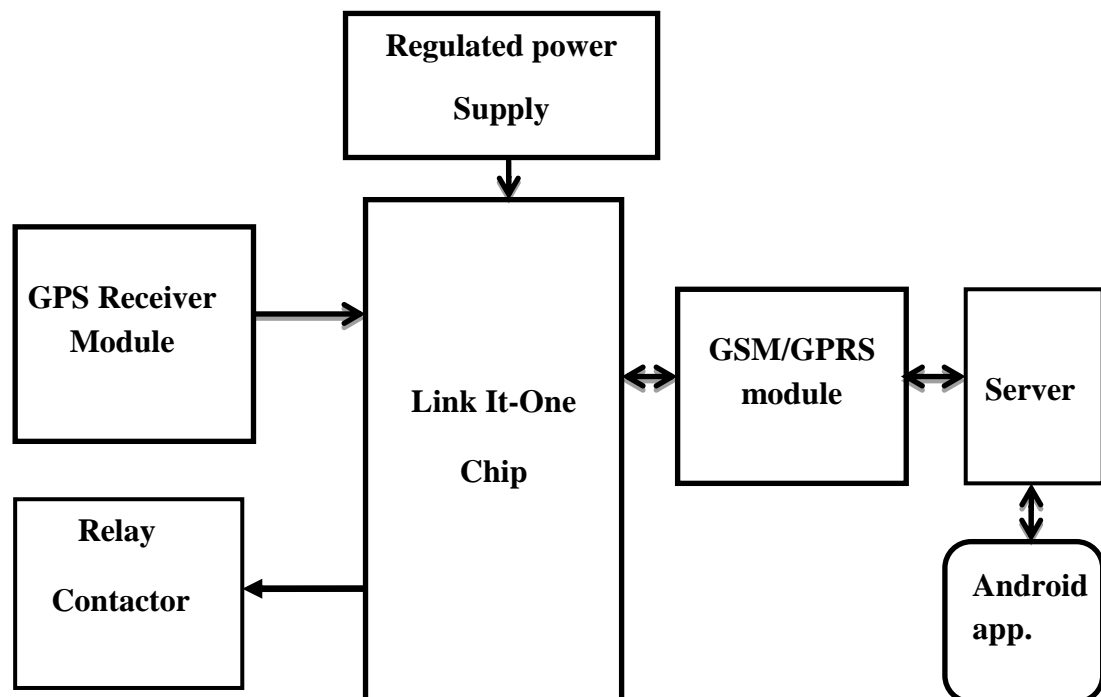 Regulated power
Supply
GPS Receiver
Module
Link It-One
Chip
GSM/GPRS
module
Server
Relay
Contactor
Android
app.